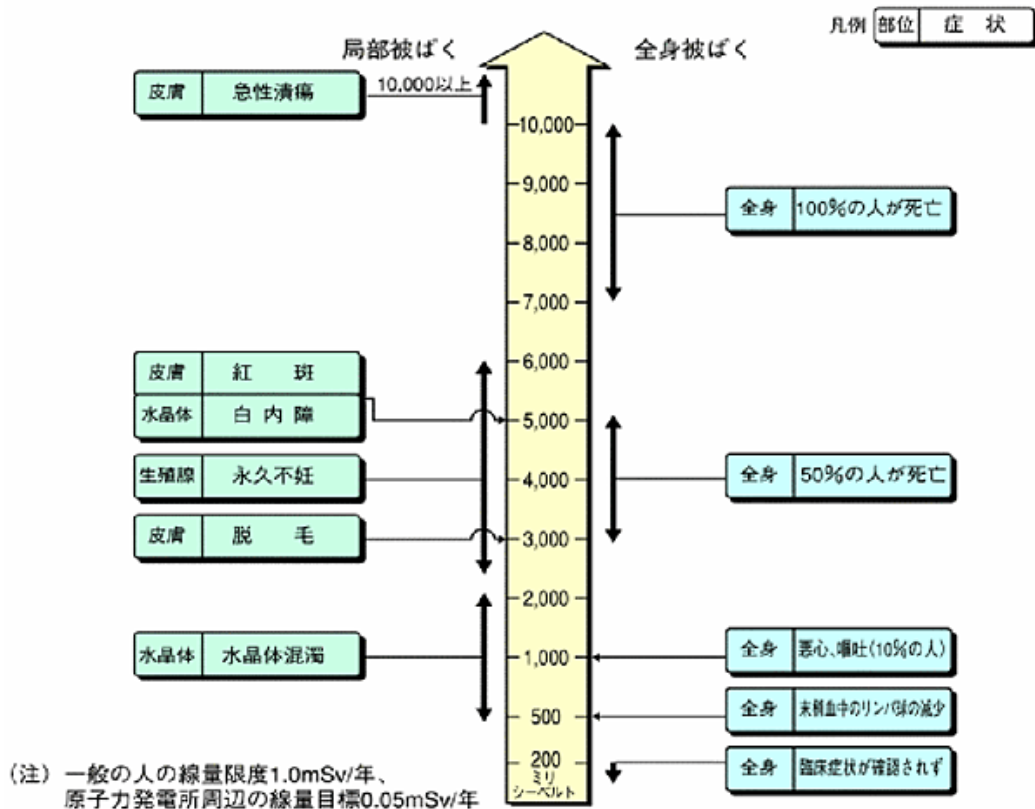 凡例 部位 症 状
局部被ばく
全身被ばく
皮膚 急性潰瘍
10,000以上
10,000
9,000
全身 100%の人が死亡
8,000
7,000
6,000
皮膚 紅 斑
水晶体 白内障
5,000
生殖腺 永久不妊
4,000
全身 50%の人が死亡
皮膚 脱 毛
3,000
2,000
水晶体 水晶体混濁
1,000
全身 悪心、嘔吐(10%の人)
500
全身 末梢血中のリンパ球の減少
200
ミリ
シーベルト
全身 臨床症状が確認されず
(注) 一般の人の線量限度1.0mSv/年、
原子力発電所周辺の線量目標0.05mSv/年